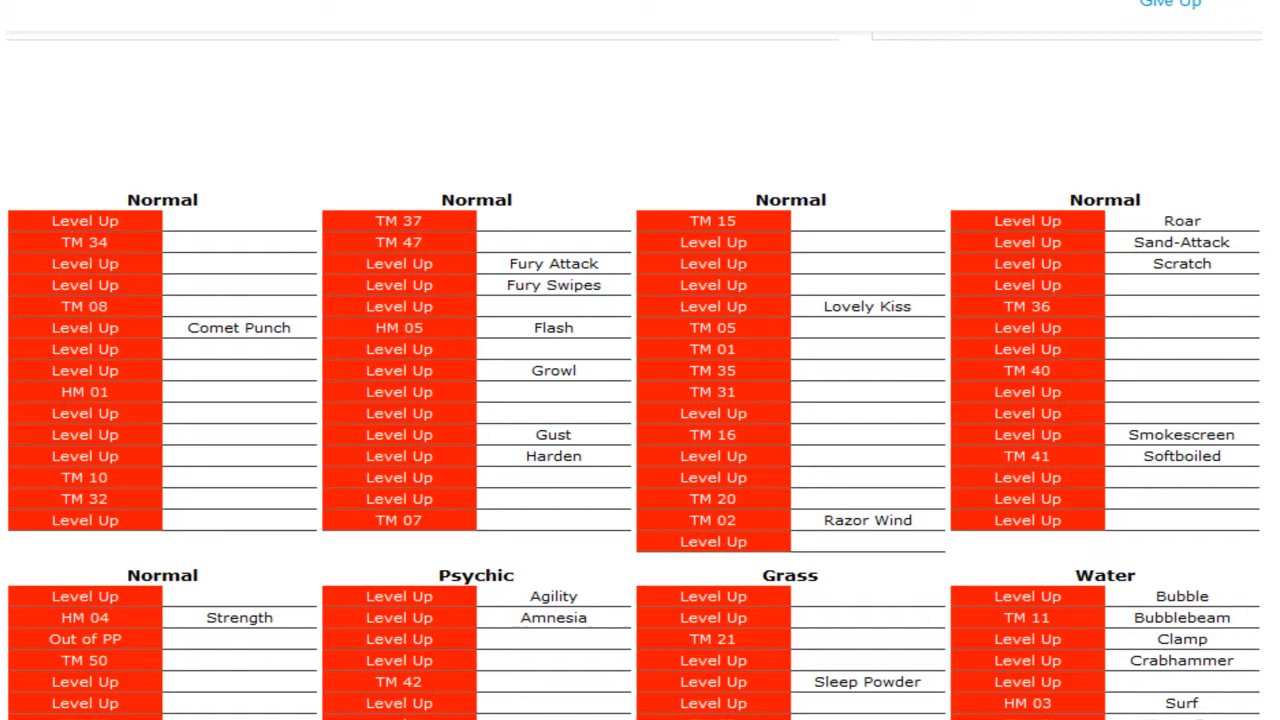 Give Up
Normal Normal Normal Normal
Level Up TM 37 TM 15 Level Up Roar
TM 34 TM 47 Level Up Level Up Sand-Attack
Level Up Level Up Fury Attack Level Up Level Up Scratch
Level Up Level Up Fury Swipes Level Up Level Up
TM 08 Level Up Level Up Lovely Kiss TM 36
Level Up Comet Punch HM 05 Flash TM 05 Level Up
Level Up Level Up TM 01 Level Up
Level Up Level Up Growl TM 35 TM 40
HM 01 Level Up TM 31 Level Up
Level Up Level Up Level Up Level Up
Level Up Level Up Gust TM 16 Level Up Smokescreen
Level Up Level Up Harden Level Up TM 41 Softboiled
TM 10 Level Up Level Up Level Up
TM 32 Level Up TM 20 Level Up
Level Up TM 07 TM 02 Razor Wind Level Up
Level Up
Normal Psychic Grass Water
Level Up Level Up Agility Level Up Level Up Bubble
HM 04 Strength Level Up Amnesia Level Up TM 11 Bubblebeam
Out of PP Level Up TM 21 Level Up Clamp
TM 50 Level Up Level Up Level Up Crabhammer
Level Up TM 42 Level Up Sleep Powder Level Up
Level Up Level Up Level Up HM 03 Surf